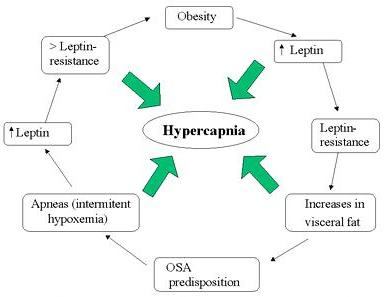 Obesity
↑ Leptin
Leptin-
resistance
Increases in
visceral fat
OSA
predisposition
Apneas (intermitent
hypoxemia)
↑Leptin
> Leptin-
resistance
Hypercapnia